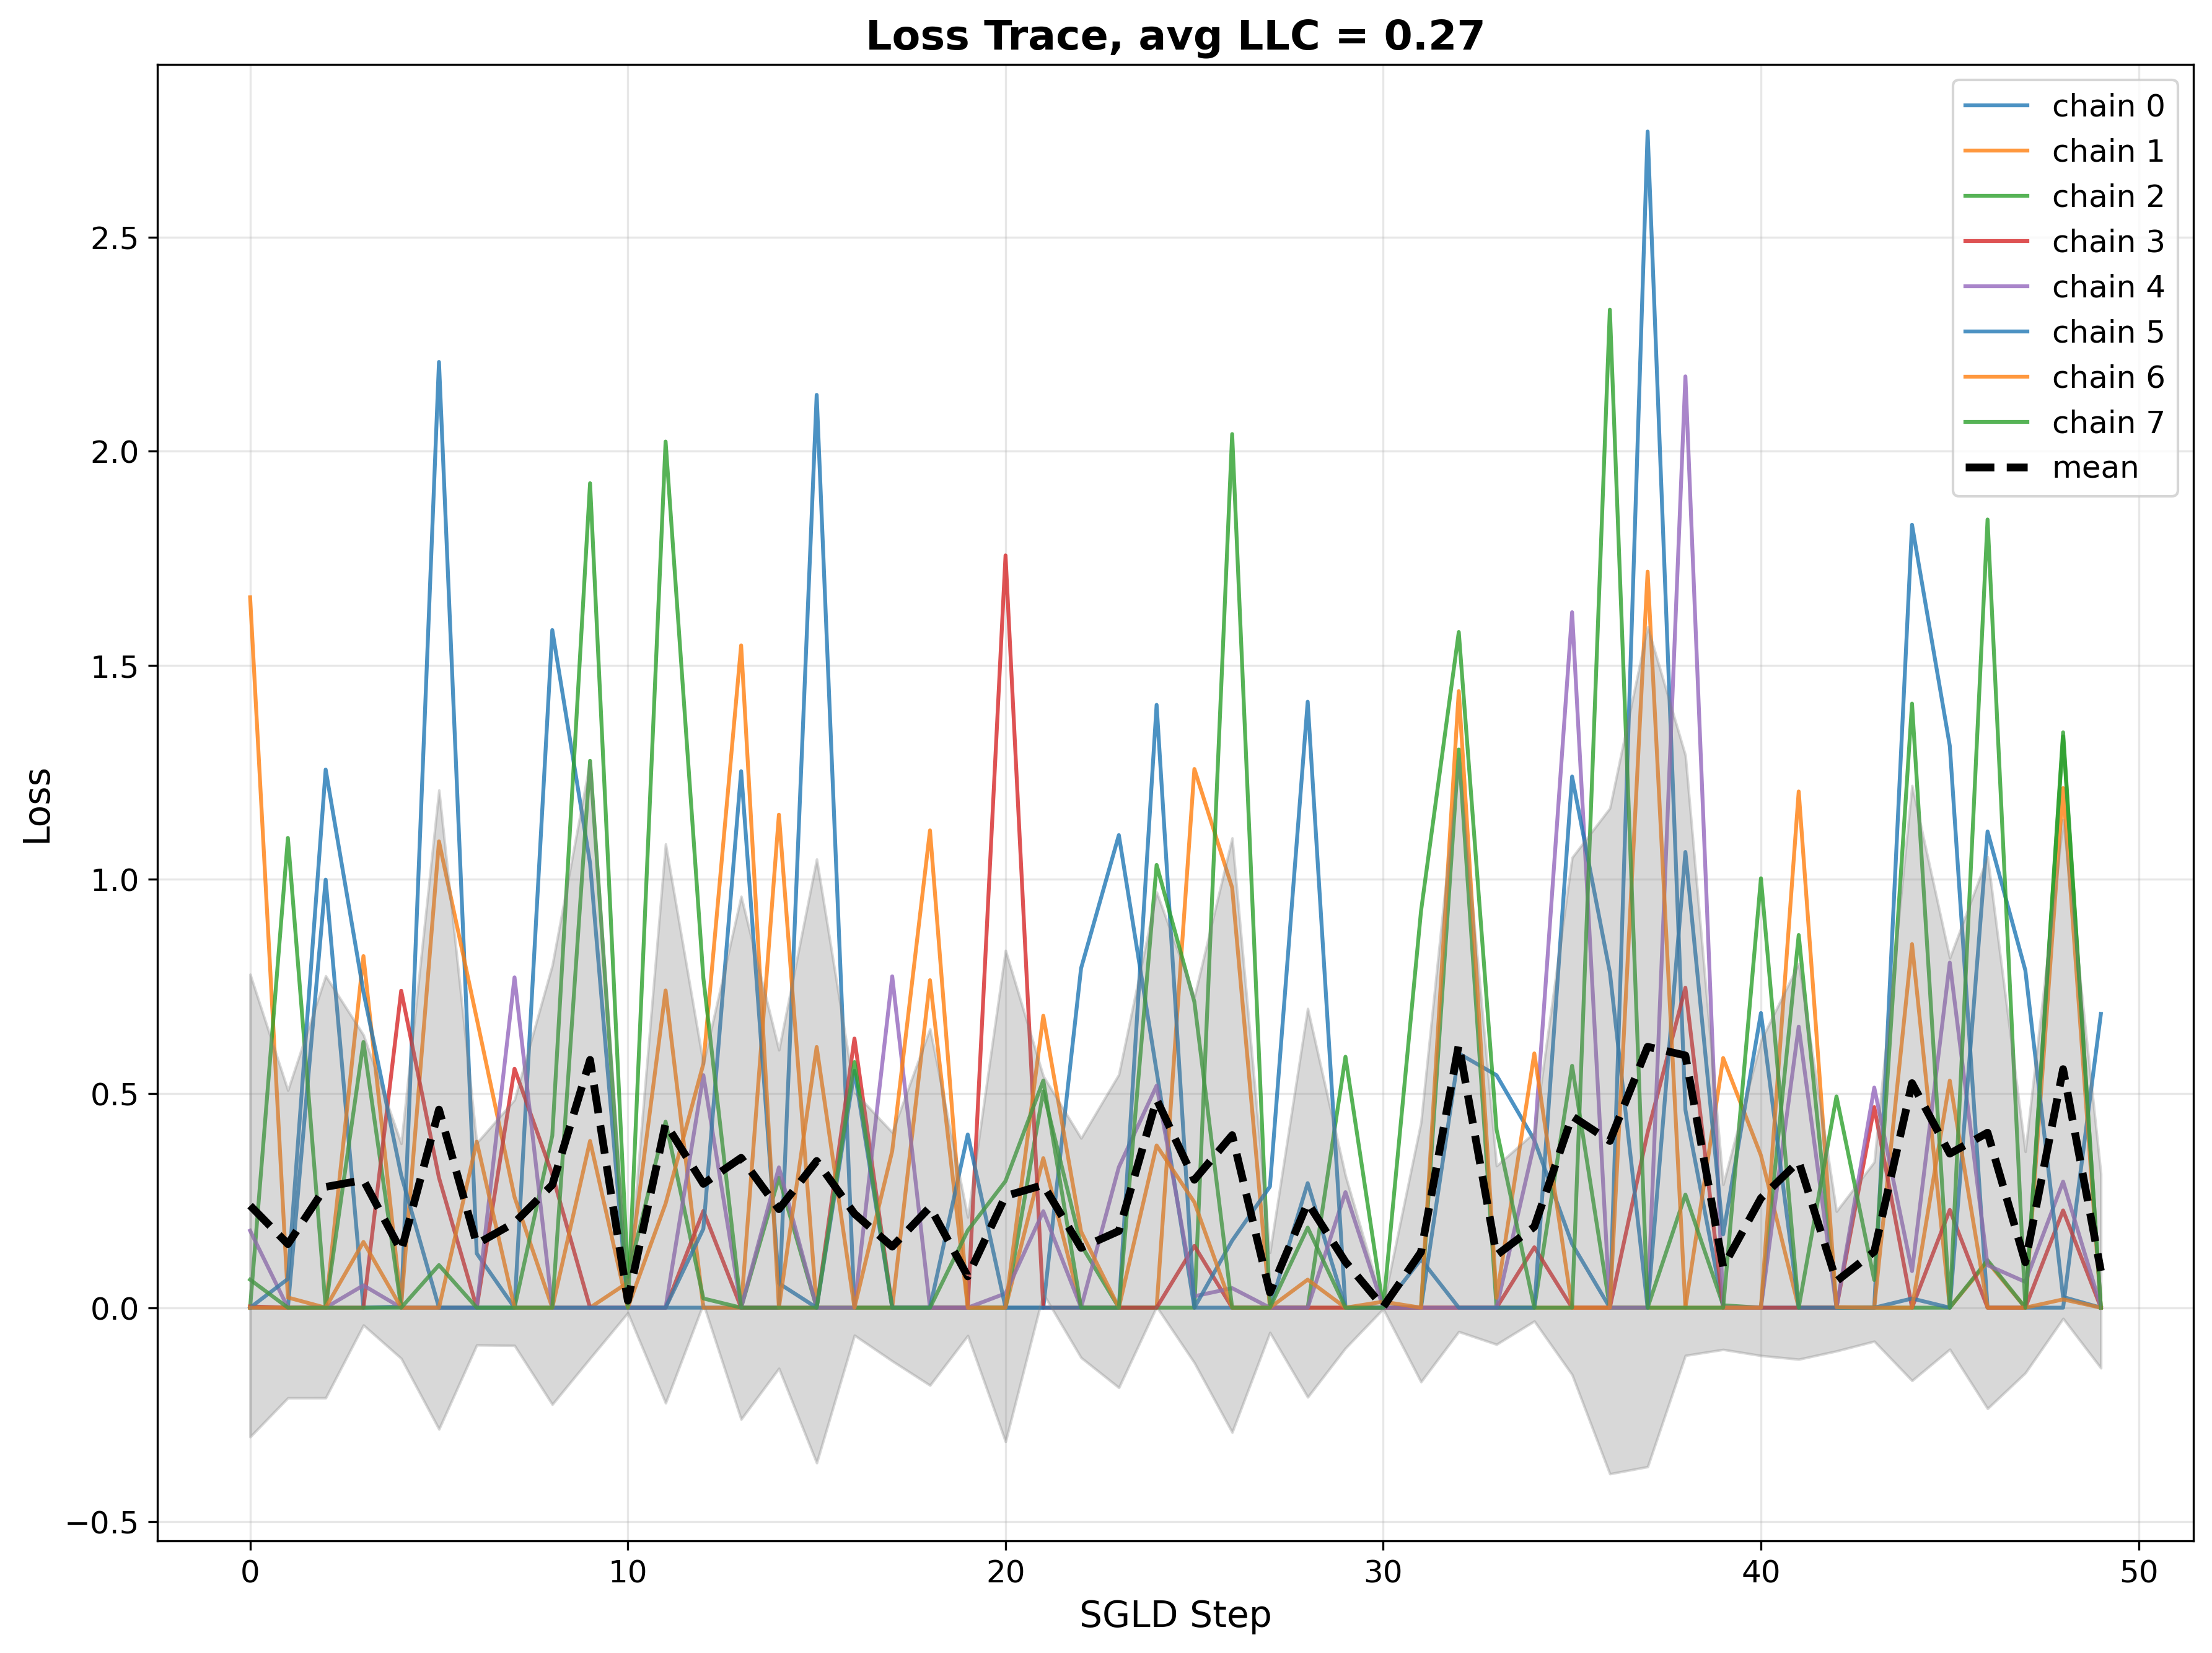 Loss Trace, avg LLC = 0.27
chain 0
chain 1
chain 2
chain 3
chain 4
chain 5
chain 6
chain 7
mean
Loss
2.5
2.0
1.5
1.0
0.5
0.0
−0.5
0 10 20 30 40 50
SGLD Step